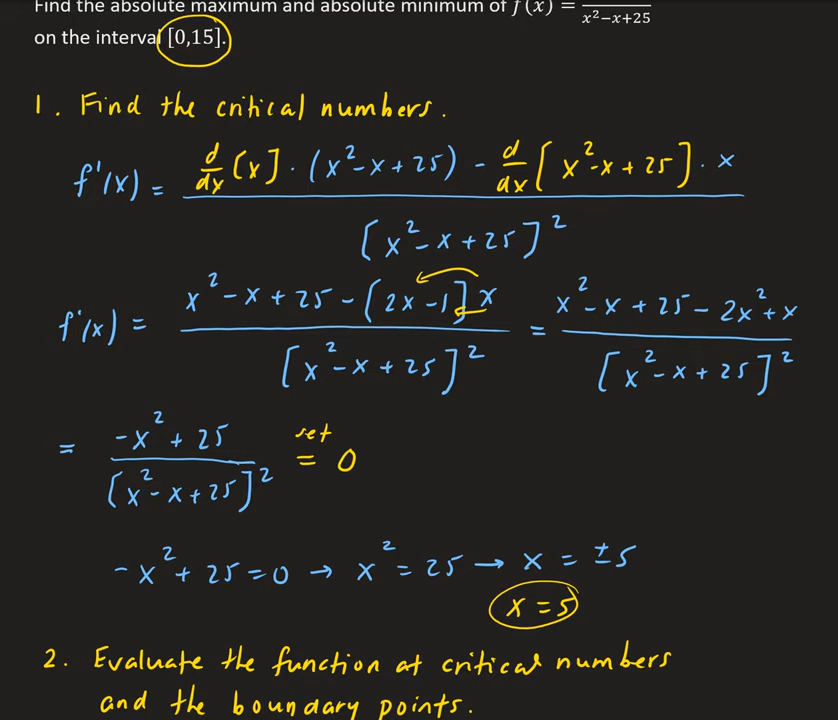 Find the absolute maximum and absolute minimum of f(x) = ―/(x²−x+25)
on the interval [0,15].
1. Find the critical numbers.
f'(x) = (d/dx [x] · (x²-x+25) - d/dx [x²-x+25] · x) / [x²-x+25]²
f'(x) = (x²-x+25-[2x-1]x) / [x²-x+25]² = (x²-x+25-2x²+x) / [x²-x+25]²
= (-x²+25) / [x²-x+25]² set = 0
-x²+25=0 → x²=25 → x=±5
x=5
2. Evaluate the function at critical numbers
and the boundary points.